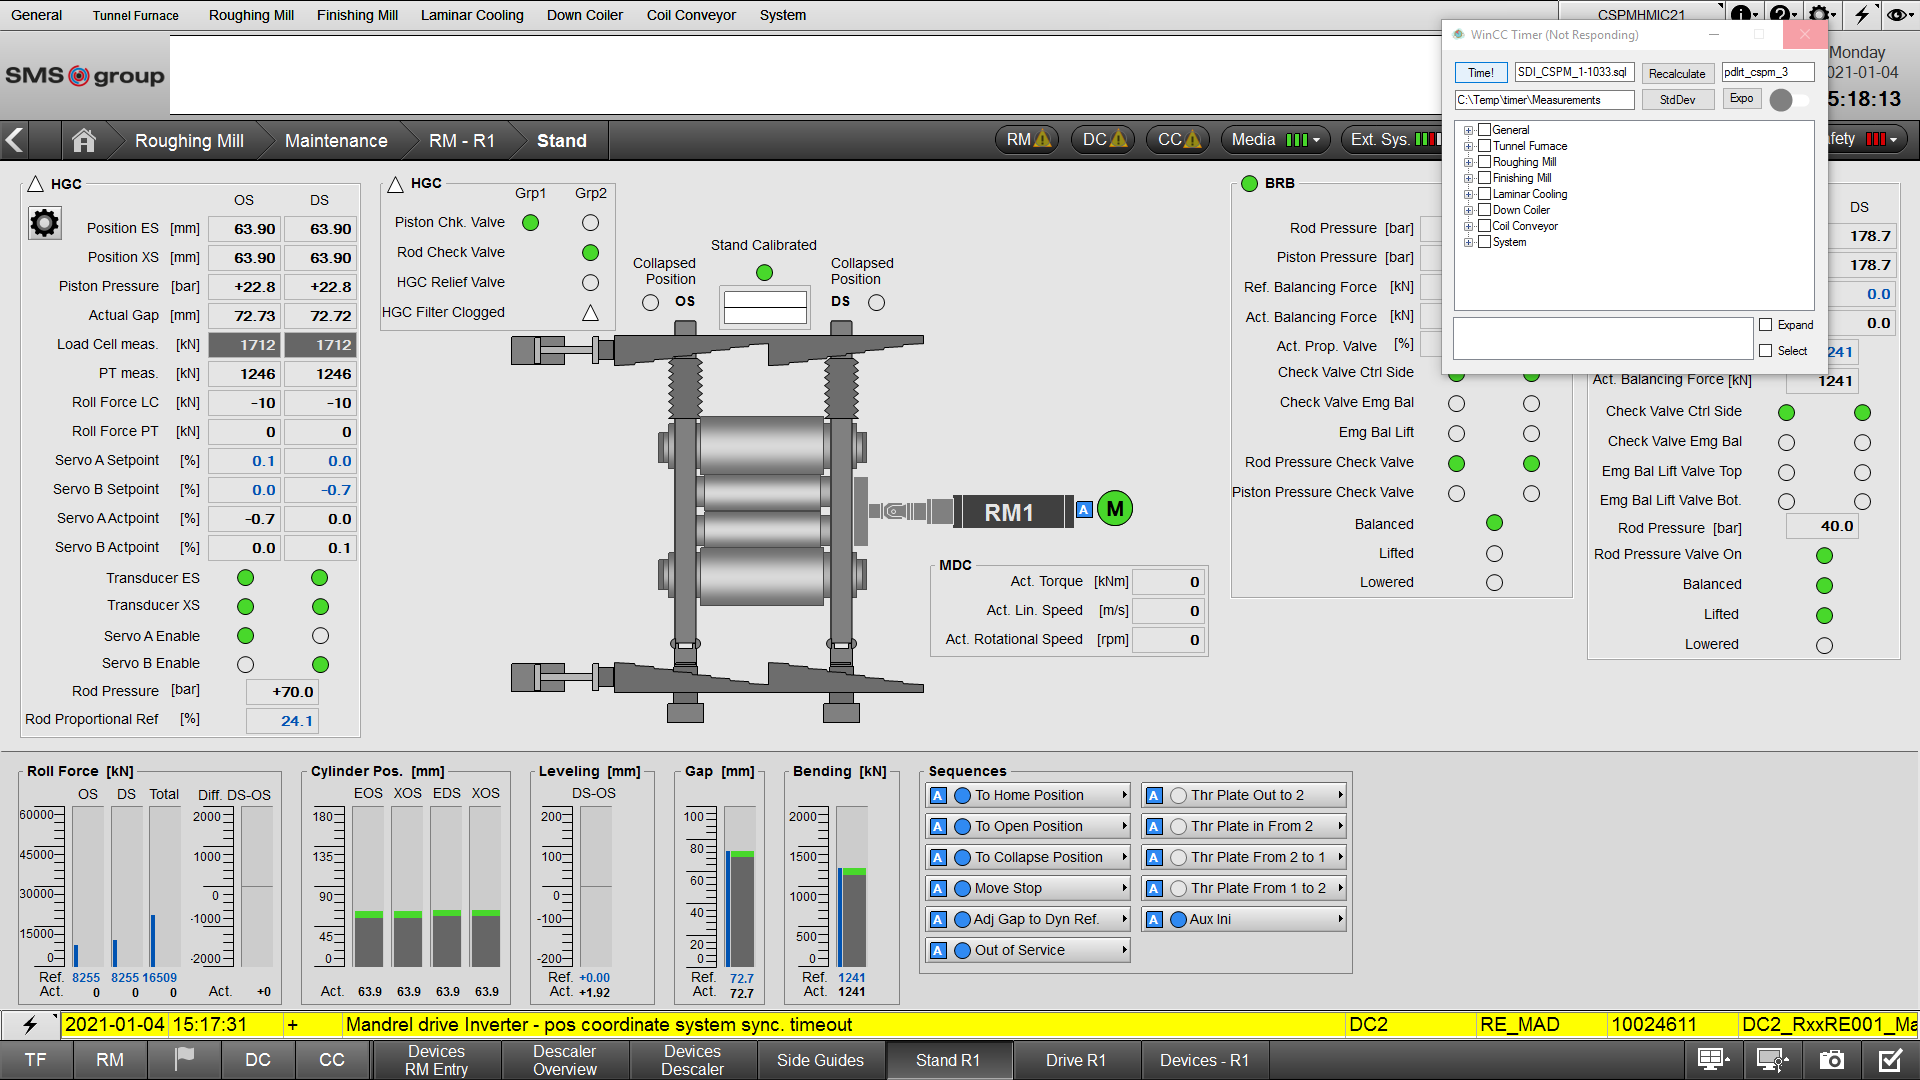 General Tunnel Furnace Roughing Mill Finishing Mill Laminar Cooling Down Coiler Coil Conveyor System CSPMHMIC21
SMS group
Monday
2021-01-04
15:18:13
WinCC Timer (Not Responding)
Time! SDI_CSPM_1-1033.sql Recalculate pdlrt_cspm_3
C:\Temp\timer\Measurements StdDev Expo
General
Tunnel Furnace
Roughing Mill
Finishing Mill
Laminar Cooling
Down Coiler
Coil Conveyor
System
Expand
Select
Roughing Mill Maintenance RM - R1 Stand RM DC CC Media Ext. Sys. fety
HGC
OS DS
Position ES [mm] 63.90 63.90
Position XS [mm] 63.90 63.90
Piston Pressure [bar] +22.8 +22.8
Actual Gap [mm] 72.73 72.72
Load Cell meas. [kN] 1712 1712
PT meas. [kN] 1246 1246
Roll Force LC [kN] -10 -10
Roll Force PT [kN] 0 0
Servo A Setpoint [%] 0.1 0.0
Servo B Setpoint [%] 0.0 -0.7
Servo A Actpoint [%] -0.7 0.0
Servo B Actpoint [%] 0.0 0.1
Transducer ES
Transducer XS
Servo A Enable
Servo B Enable
Rod Pressure [bar] +70.0
Rod Proportional Ref [%] 24.1
HGC
Grp1 Grp2
Piston Chk. Valve
Rod Check Valve
HGC Relief Valve
HGC Filter Clogged
Stand Calibrated
Collapsed Position OS
Collapsed Position DS
RM1 A M
MDC
Act. Torque [kNm] 0
Act. Lin. Speed [m/s] 0
Act. Rotational Speed [rpm] 0
BRB
Rod Pressure [bar]
Piston Pressure [bar]
Ref. Balancing Force [kN]
Act. Balancing Force [kN]
Act. Prop. Valve [%]
Check Valve Ctrl Side
Check Valve Emg Bal
Emg Bal Lift
Rod Pressure Check Valve
Piston Pressure Check Valve
Balanced
Lifted
Lowered
DS
178.7
178.7
0.0
0.0
241
Act. Balancing Force [kN] 1241
Check Valve Ctrl Side
Check Valve Emg Bal
Emg Bal Lift Valve Top
Emg Bal Lift Valve Bot.
Rod Pressure [bar] 40.0
Rod Pressure Valve On
Balanced
Lifted
Lowered
Roll Force [kN]
OS DS Total Diff. DS-OS
60000 45000 30000 15000 0
2000 1000 0 -1000 -2000
Ref. 8255 8255 16509
Act. 0 0 0 Act. +0
Cylinder Pos. [mm]
EOS XOS EDS XOS
180 135 90 45 0
Act. 63.9 63.9 63.9 63.9
Leveling [mm]
DS-OS
200 100 0 -100 -200
Ref. +0.00
Act. +1.92
Gap [mm]
100 80 60 40 20 0
Ref. 72.7
Act. 72.7
Bending [kN]
2000 1500 1000 500 0
Ref. 1241
Act. 1241
Sequences
A To Home Position A Thr Plate Out to 2
A To Open Position A Thr Plate in From 2
A To Collapse Position A Thr Plate From 2 to 1
A Move Stop A Thr Plate From 1 to 2
A Adj Gap to Dyn Ref. A Aux Ini
A Out of Service
2021-01-04 15:17:31 + Mandrel drive Inverter - pos coordinate system sync. timeout DC2 RE_MAD 10024611 DC2_RxxRE001_Ma
TF RM DC CC Devices RM Entry Descaler Overview Devices Descaler Side Guides Stand R1 Drive R1 Devices - R1